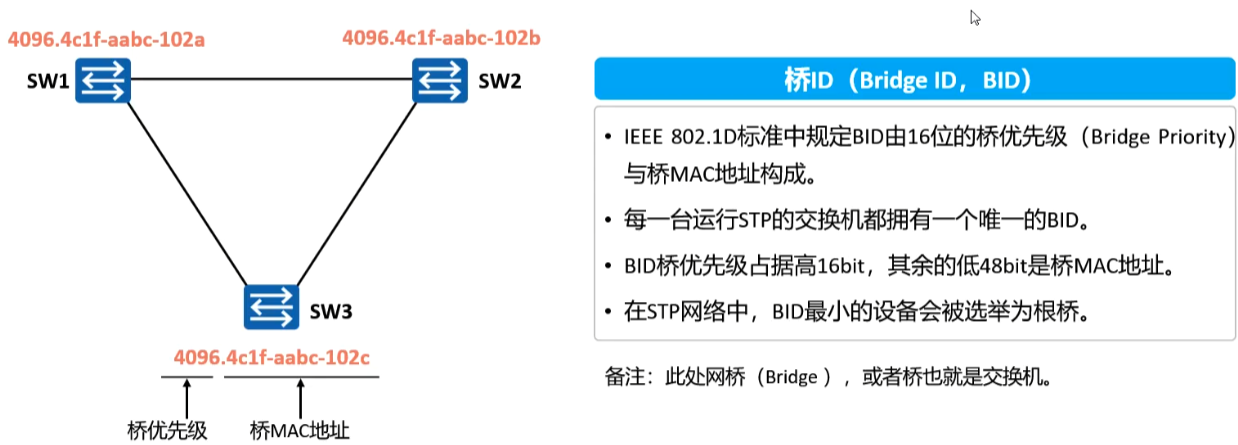 4096.4c1f-aabc-102a
4096.4c1f-aabc-102b
SW1
SW2
SW3
4096.4c1f-aabc-102c
桥优先级
桥MAC地址
桥ID（Bridge ID，BID）
• IEEE 802.1D标准中规定BID由16位的桥优先级（Bridge Priority）
与桥MAC地址构成。
• 每一台运行STP的交换机都拥有一个唯一的BID。
• BID桥优先级占据高16bit，其余的低48bit是桥MAC地址。
• 在STP网络中，BID最小的设备会被选举为根桥。
备注：此处网桥（Bridge ），或者桥也就是交换机。